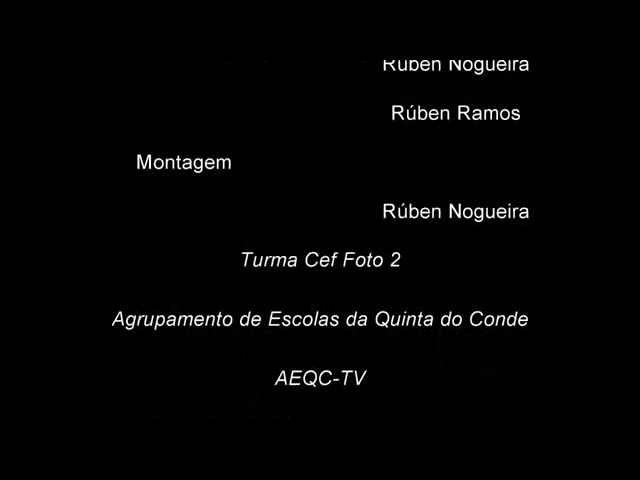 Rúben Nogueira
Rúben Ramos
Montagem
Rúben Nogueira
Turma Cef Foto 2
Agrupamento de Escolas da Quinta do Conde
AEQC-TV